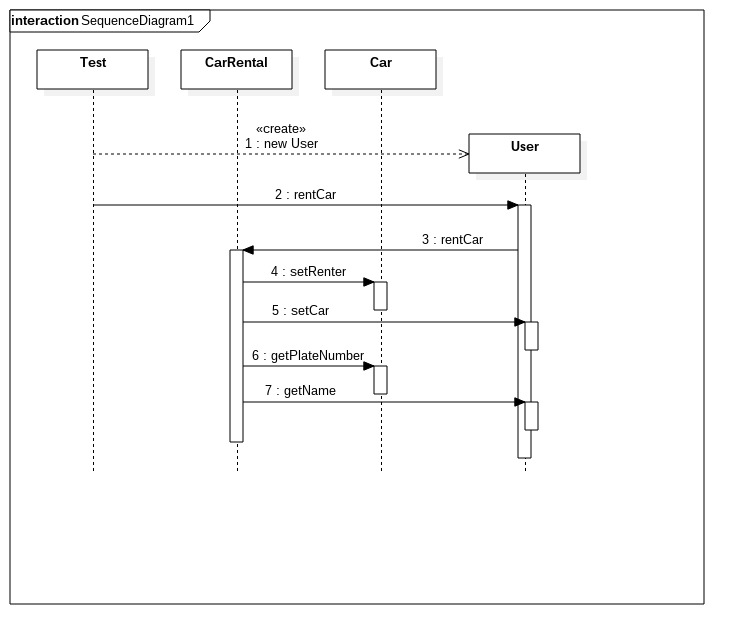 interaction SequenceDiagram1
Test
CarRental
Car
«create»
1 : new User
User
2 : rentCar
3 : rentCar
4 : setRenter
5 : setCar
6 : getPlateNumber
7 : getName